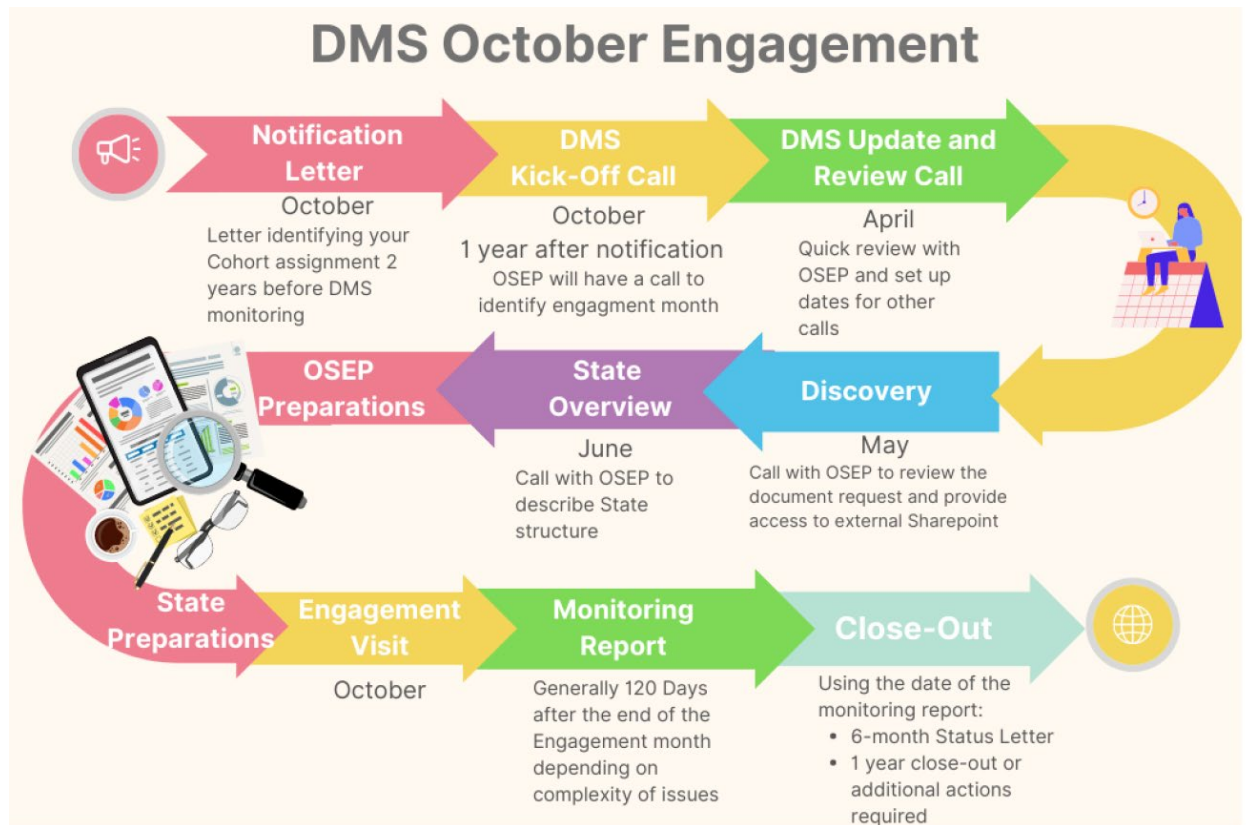 DMS October Engagement
Notification
Letter
October
Letter identifying your
Cohort assignment 2
years before DMS
monitoring
DMS
Kick-Off Call
October
1 year after notification
OSEP will have a call to
identify engagment month
DMS Update and
Review Call
April
Quick review with
OSEP and set up
dates for other
calls
Discovery
May
Call with OSEP to review the
document request and provide
access to external Sharepoint
State
Overview
June
Call with OSEP to
describe State
structure
OSEP
Preparations
State
Preparations
Engagement
Visit
October
Monitoring
Report
Generally 120 Days
after the end of the
Engagement month
depending on
complexity of issues
Close-Out
Using the date of the
monitoring report:
• 6-month Status Letter
• 1 year close-out or
additional actions
required